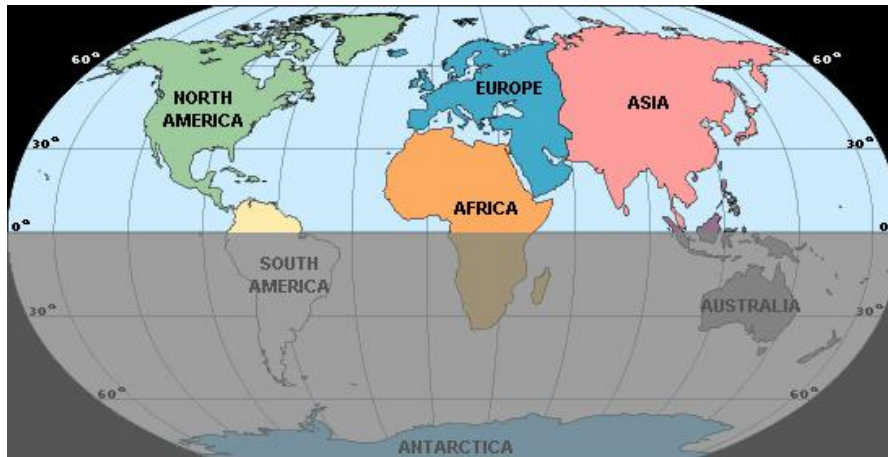 60°
60°
NORTH
AMERICA
EUROPE
ASIA
30°
30°
AFRICA
0°
0
SOUTH
AMERICA
AUSTRALIA
30°
30°
60°
60°
ANTARCTICA